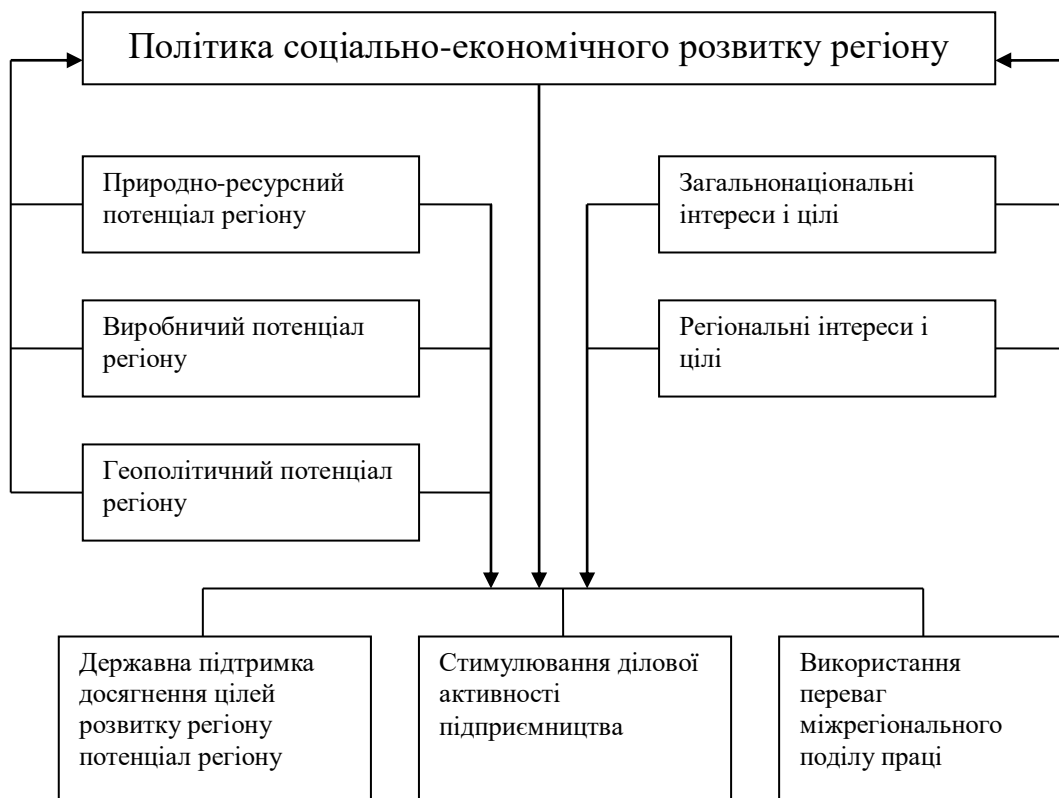 Політика соціально-економічного розвитку регіону
Природно-ресурсний
потенціал регіону
Загальнонаціональні
інтереси і цілі
Виробничий потенціал
регіону
Регіональні інтереси і
цілі
Геополітичний потенціал
регіону
Державна підтримка
досягнення цілей
розвитку регіону
потенціал регіону
Стимулювання ділової
активності
підприємництва
Використання
переваг
міжрегіонального
поділу праці